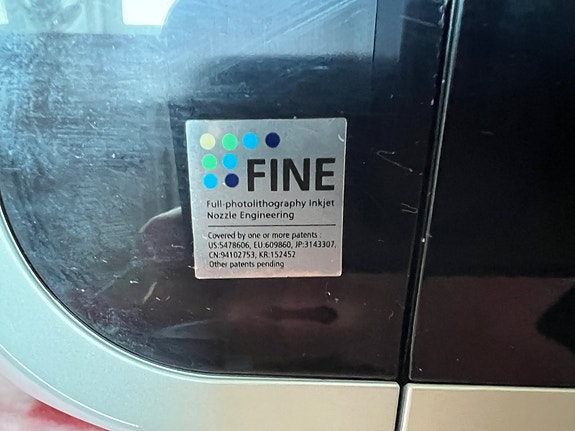 FINE
Full-photolithography Inkjet
Nozzle Engineering
Covered by one or more patents
US:5478606, EU:609860, JP:3143307,
CN:94102753, KR:152452
Other patents pending